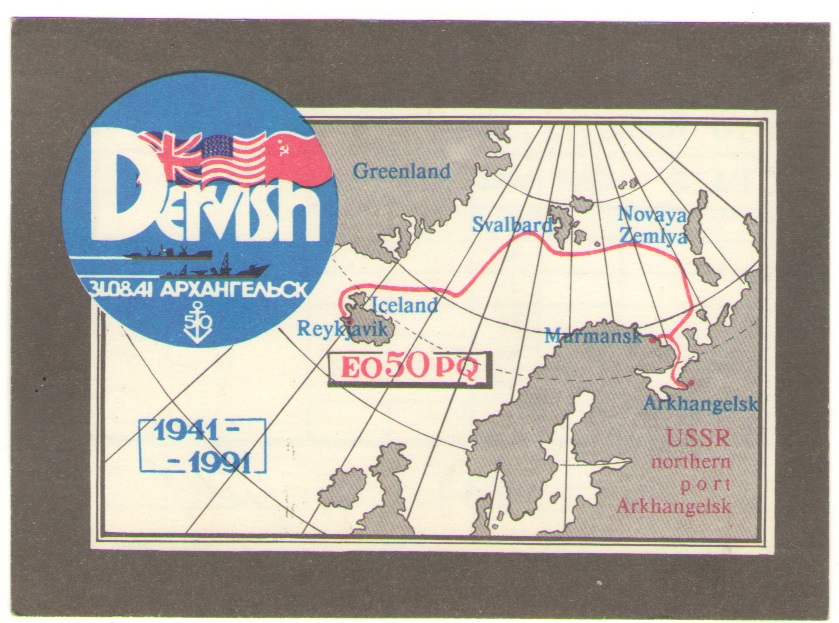 Dervish
31.08.41 АРХАНГЕЛЬСК
50
Greenland
Svalbard
Novaya
Zemlya
Iceland
Reykjavik
Murmansk
EO50PQ
Arkhangelsk
1941-
-1991
USSR
northern
port
Arkhangelsk